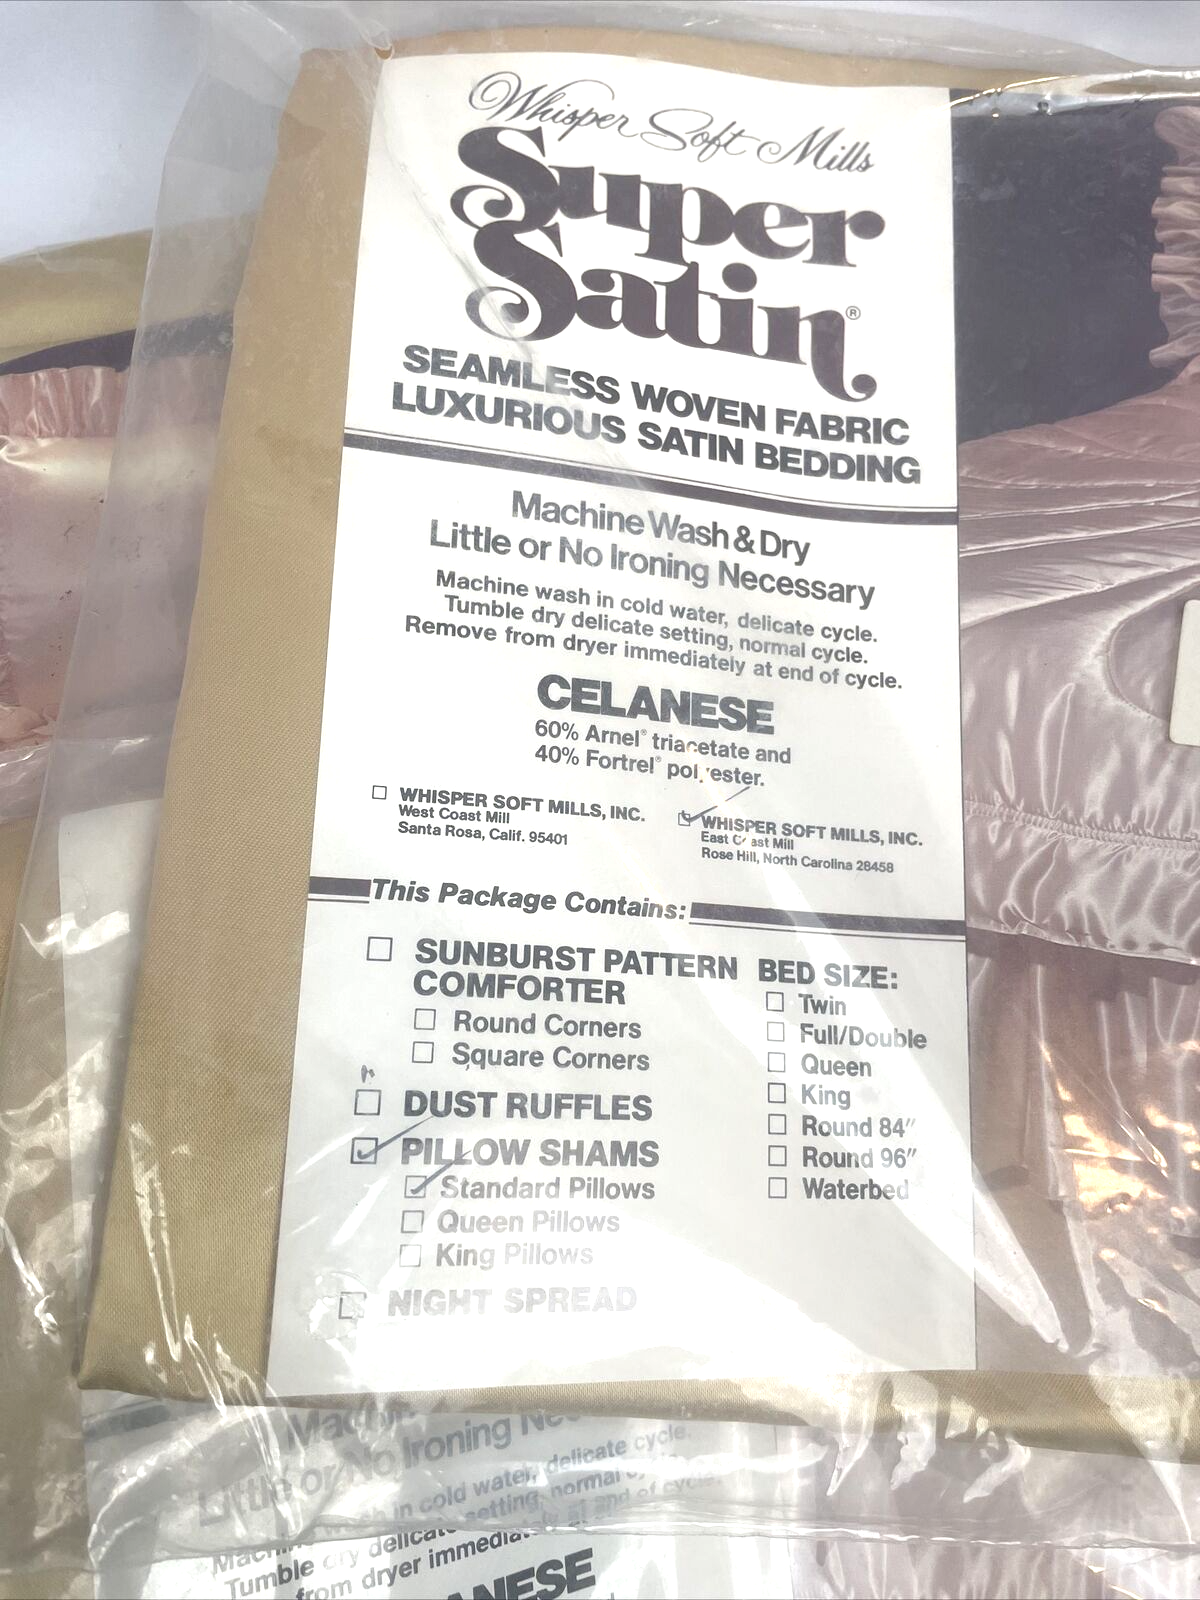 Whisper Soft Mills
Super
Satin®
SEAMLESS WOVEN FABRIC
LUXURIOUS SATIN BEDDING
Machine Wash & Dry
Little or No Ironing Necessary
Machine wash in cold water, delicate cycle.
Tumble dry delicate setting, normal cycle.
Remove from dryer immediately at end of cycle.
CELANESE
60% Arnel® triacetate and
40% Fortrel® polyester.
☐ WHISPER SOFT MILLS, INC.
West Coast Mill
Santa Rosa, Calif. 95401
☑ WHISPER SOFT MILLS, INC.
East Coast Mill
Rose Hill, North Carolina 28458
This Package Contains:
☐ SUNBURST PATTERN
COMFORTER
☐ Round Corners
☐ Square Corners
☐ DUST RUFFLES
☑ PILLOW SHAMS
☑ Standard Pillows
☐ Queen Pillows
☐ King Pillows
☐ NIGHT SPREAD
BED SIZE:
☐ Twin
☐ Full/Double
☐ Queen
☐ King
☐ Round 84″
☐ Round 96″
☐ Waterbed
Little or No Ironing
in cold water, delicate cycle.
Tumble dry delicate setting, normal
from dryer at end of cycle.